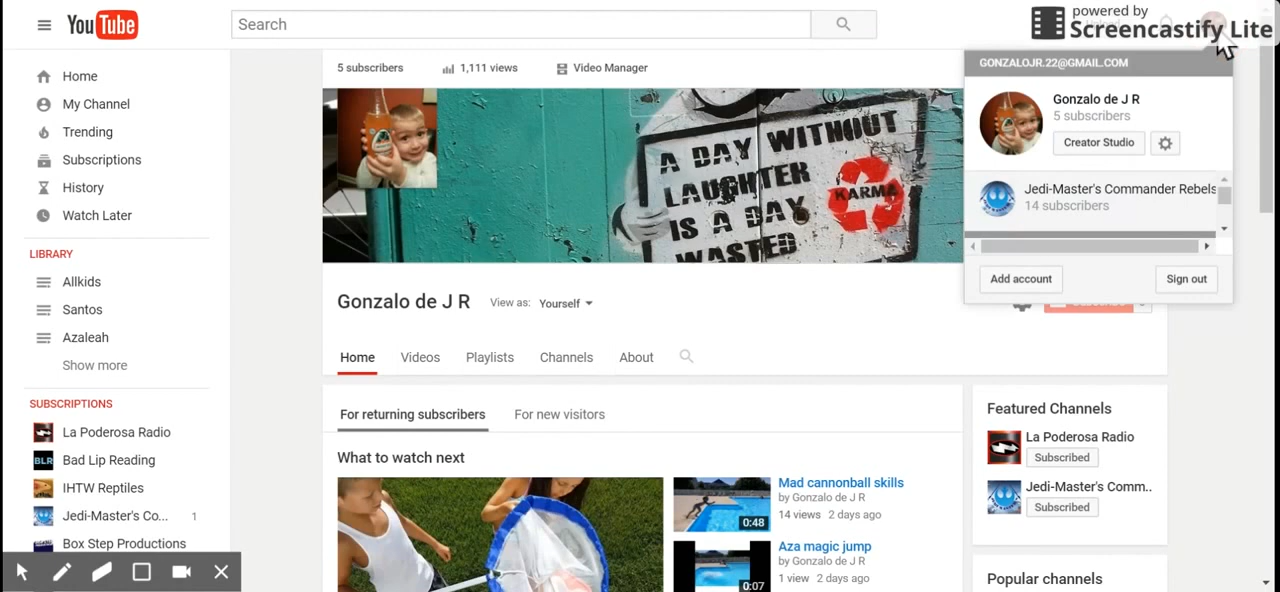 YouTube
Search
powered by
Screencastify Lite
Home
My Channel
Trending
Subscriptions
History
Watch Later
LIBRARY
Allkids
Santos
Azaleah
Show more
SUBSCRIPTIONS
La Poderosa Radio
BLR
Bad Lip Reading
IHTW Reptiles
Jedi-Master's Co... 1
Box Step Productions
5 subscribers 1,111 views Video Manager
A DAY WITHOUT
LAUGHTER
IS A DAY
WASTED
KARMA
GONZALOJR.22@GMAIL.COM
Gonzalo de J R
5 subscribers
Creator Studio
Jedi-Master's Commander Rebels
14 subscribers
Add account Sign out
Gonzalo de J R View as: Yourself
Home Videos Playlists Channels About
For returning subscribers For new visitors
What to watch next
Mad cannonball skills
by Gonzalo de J R
14 views 2 days ago
0:48
Aza magic jump
by Gonzalo de J R
1 view 2 days ago
0:07
Featured Channels
La Poderosa Radio
Subscribed
Jedi-Master's Comm..
Subscribed
Popular channels